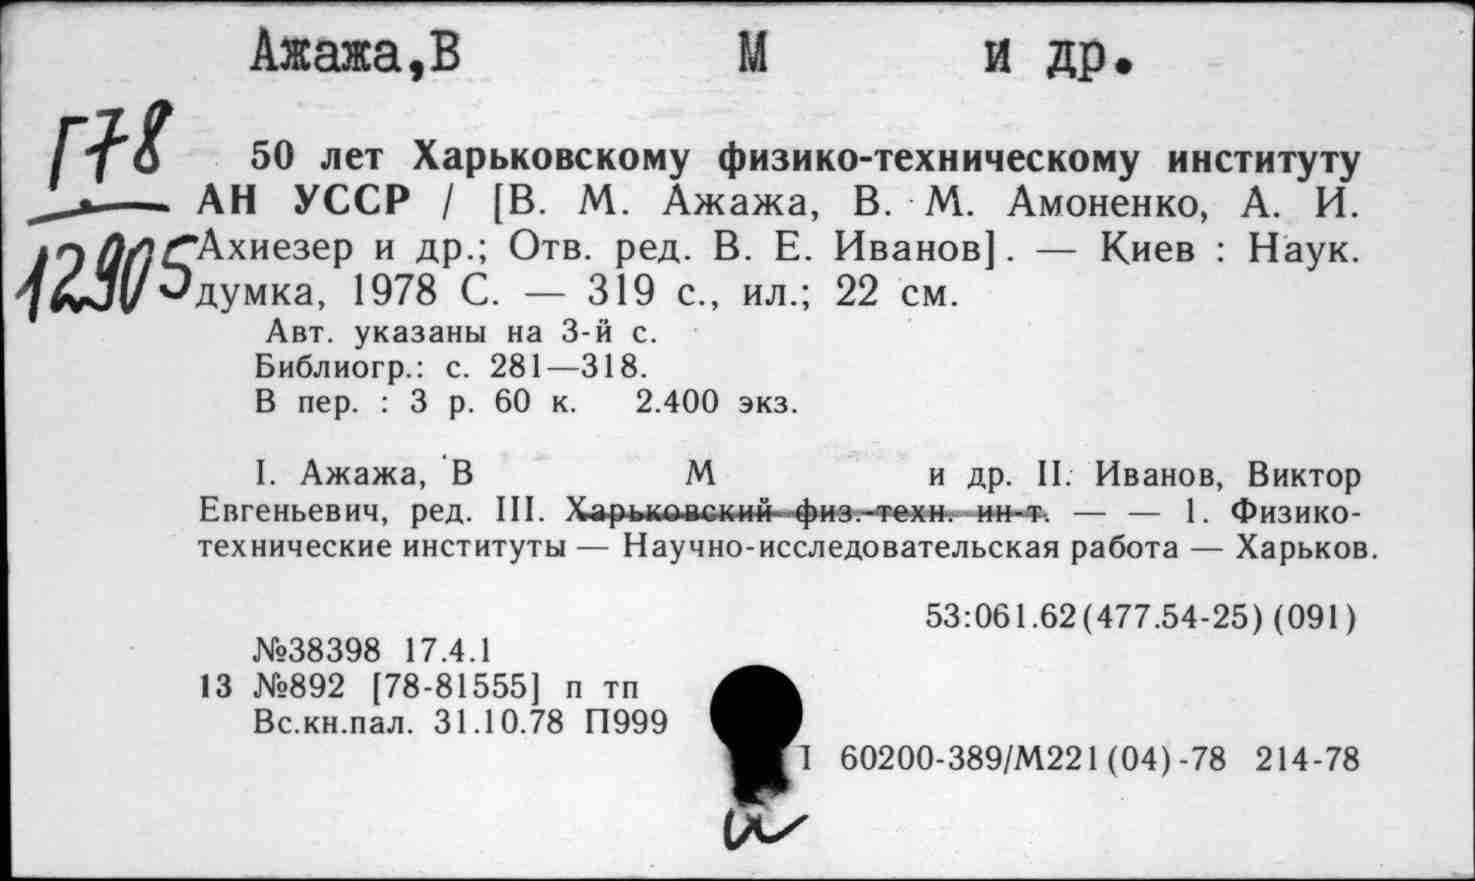 Ажажа,В М и др.
Г78
12905
50 лет Харьковскому физико-техническому институту
АН УССР / [В. М. Ажажа, В. М. Амоненко, А. И.
Ахиезер и др.; Отв. ред. В. Е. Иванов]. — Киев : Наук.
думка, 1978 С. — 319 с., ил.; 22 см.
Авт. указаны на 3-й с.
Библиогр.: с. 281—318.
В пер. : 3 р. 60 к. 2.400 экз.
I. Ажажа, В М и др. II. Иванов, Виктор
Евгеньевич, ред. III. Харьковский физ.-техн. ин-т. — — 1. Физико-
технические институты — Научно-исследовательская работа — Харьков.
53:061.62(477.54-25)(091)
№38398 17.4.1
13 №892 [78-81555] п тп
Вс.кн.пал. 31.10.78 П999
1 60200-389/М221(04)-78 214-78